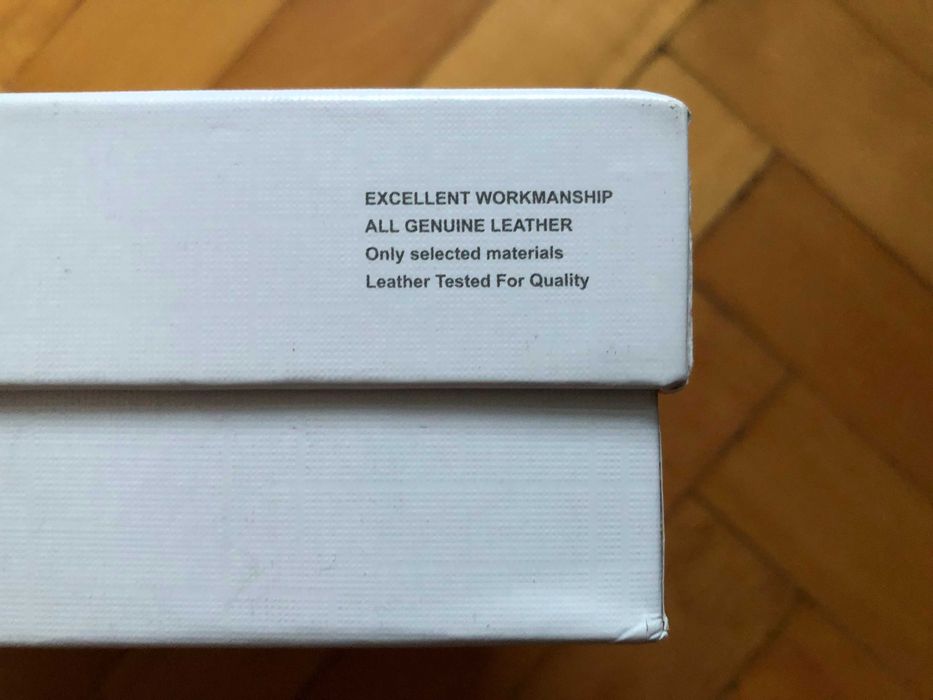 EXCELLENT WORKMANSHIP
ALL GENUINE LEATHER
Only selected materials
Leather Tested For Quality